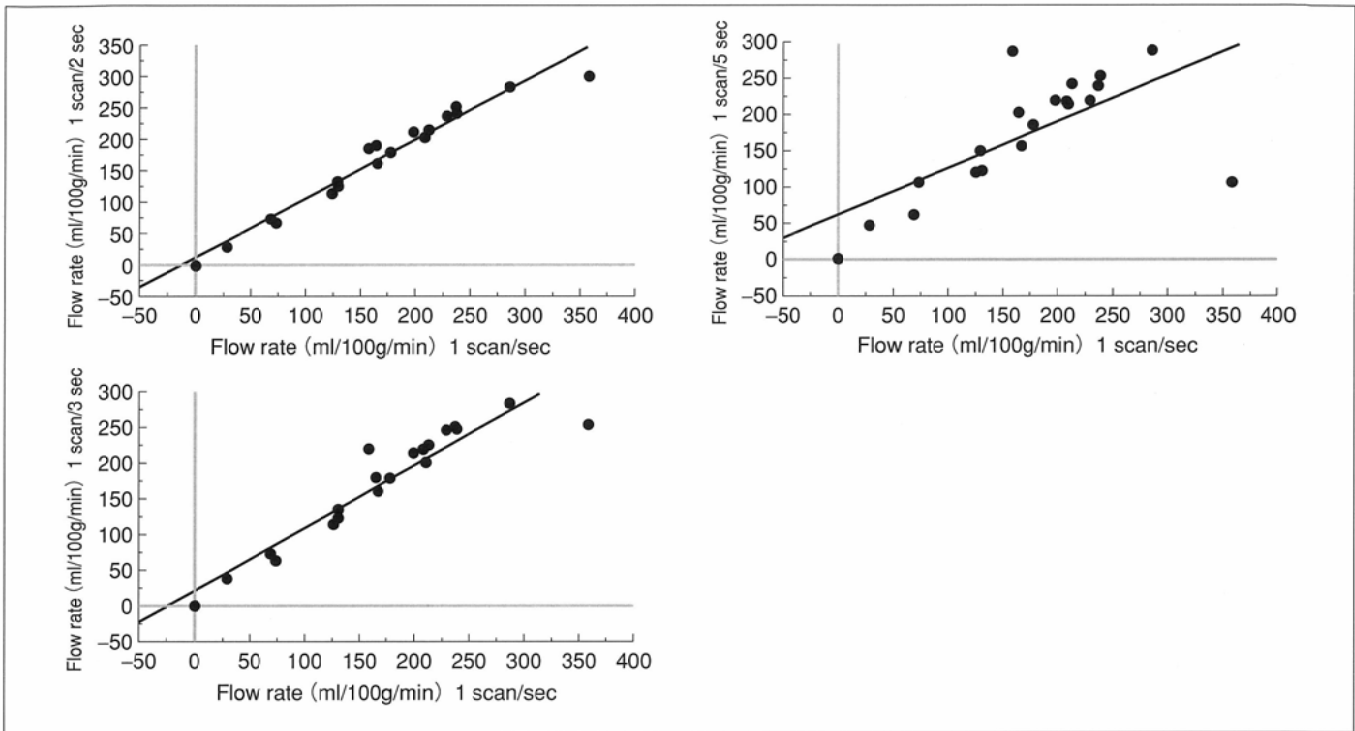 Flow rate (ml/100g/min) 1 scan/2 sec
350
300
250
200
150
100
50
0
−50
−50 0 50 100 150 200 250 300 350 400
Flow rate (ml/100g/min) 1 scan/sec
Flow rate (ml/100g/min) 1 scan/5 sec
300
250
200
150
100
50
0
−50
−50 0 50 100 150 200 250 300 350 400
Flow rate (ml/100g/min) 1 scan/sec
Flow rate (ml/100g/min) 1 scan/3 sec
300
250
200
150
100
50
0
−50
−50 0 50 100 150 200 250 300 350 400
Flow rate (ml/100g/min) 1 scan/sec